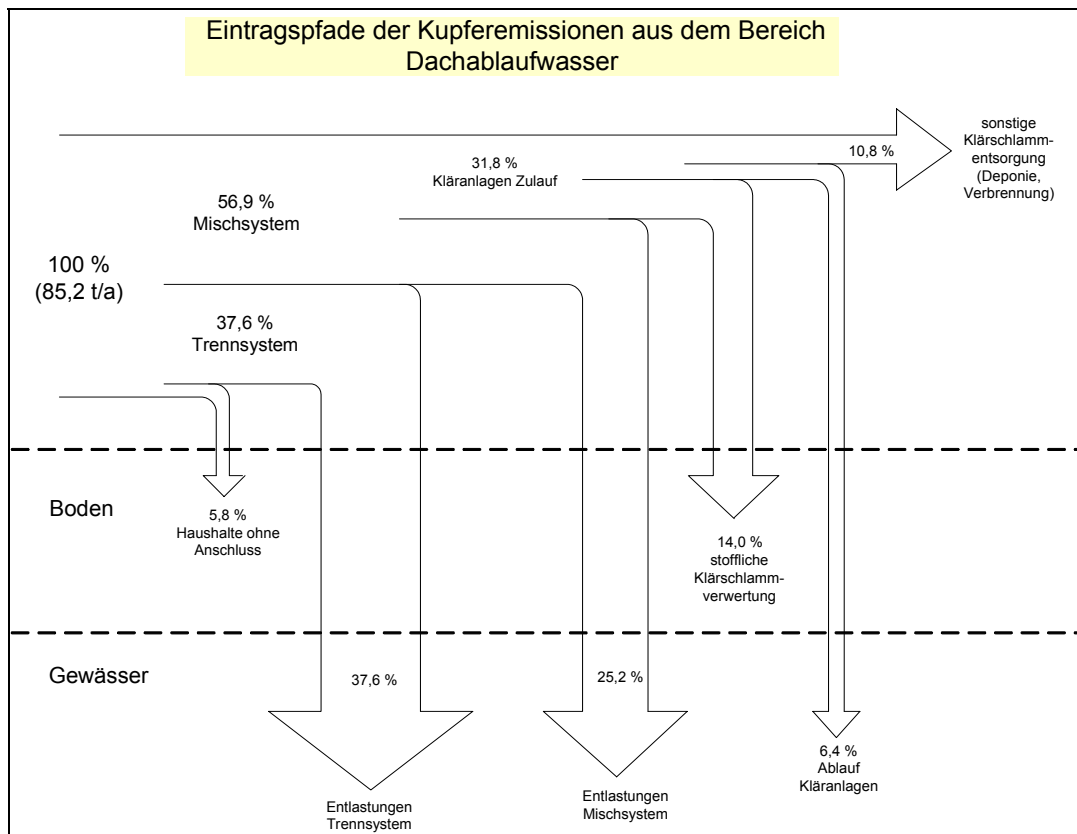 Eintragspfade der Kupferemissionen aus dem Bereich
Dachablaufwasser
sonstige
Klärschlamm-
entsorgung
(Deponie,
Verbrennung)
10,8 %
31,8 %
Kläranlagen Zulauf
56,9 %
Mischsystem
100 %
(85,2 t/a)
37,6 %
Trennsystem
Boden
5,8 %
Haushalte ohne
Anschluss
14,0 %
stoffliche
Klärschlamm-
verwertung
Gewässer
37,6 %
25,2 %
6,4 %
Ablauf
Kläranlagen
Entlastungen
Trennsystem
Entlastungen
Mischsystem